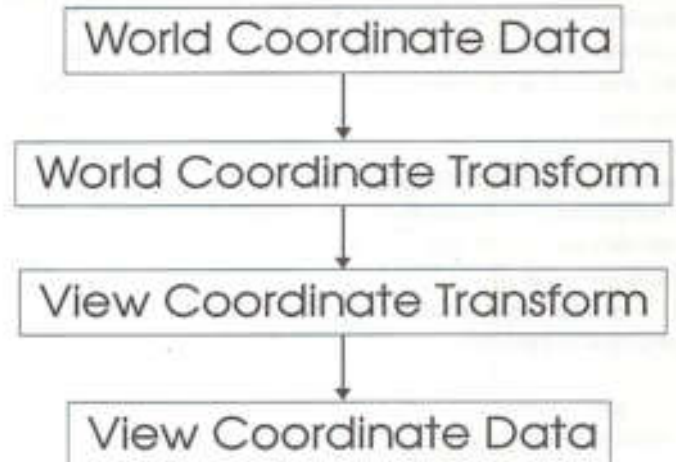 World Coordinate Data
World Coordinate Transform
View Coordinate Transform
View Coordinate Data